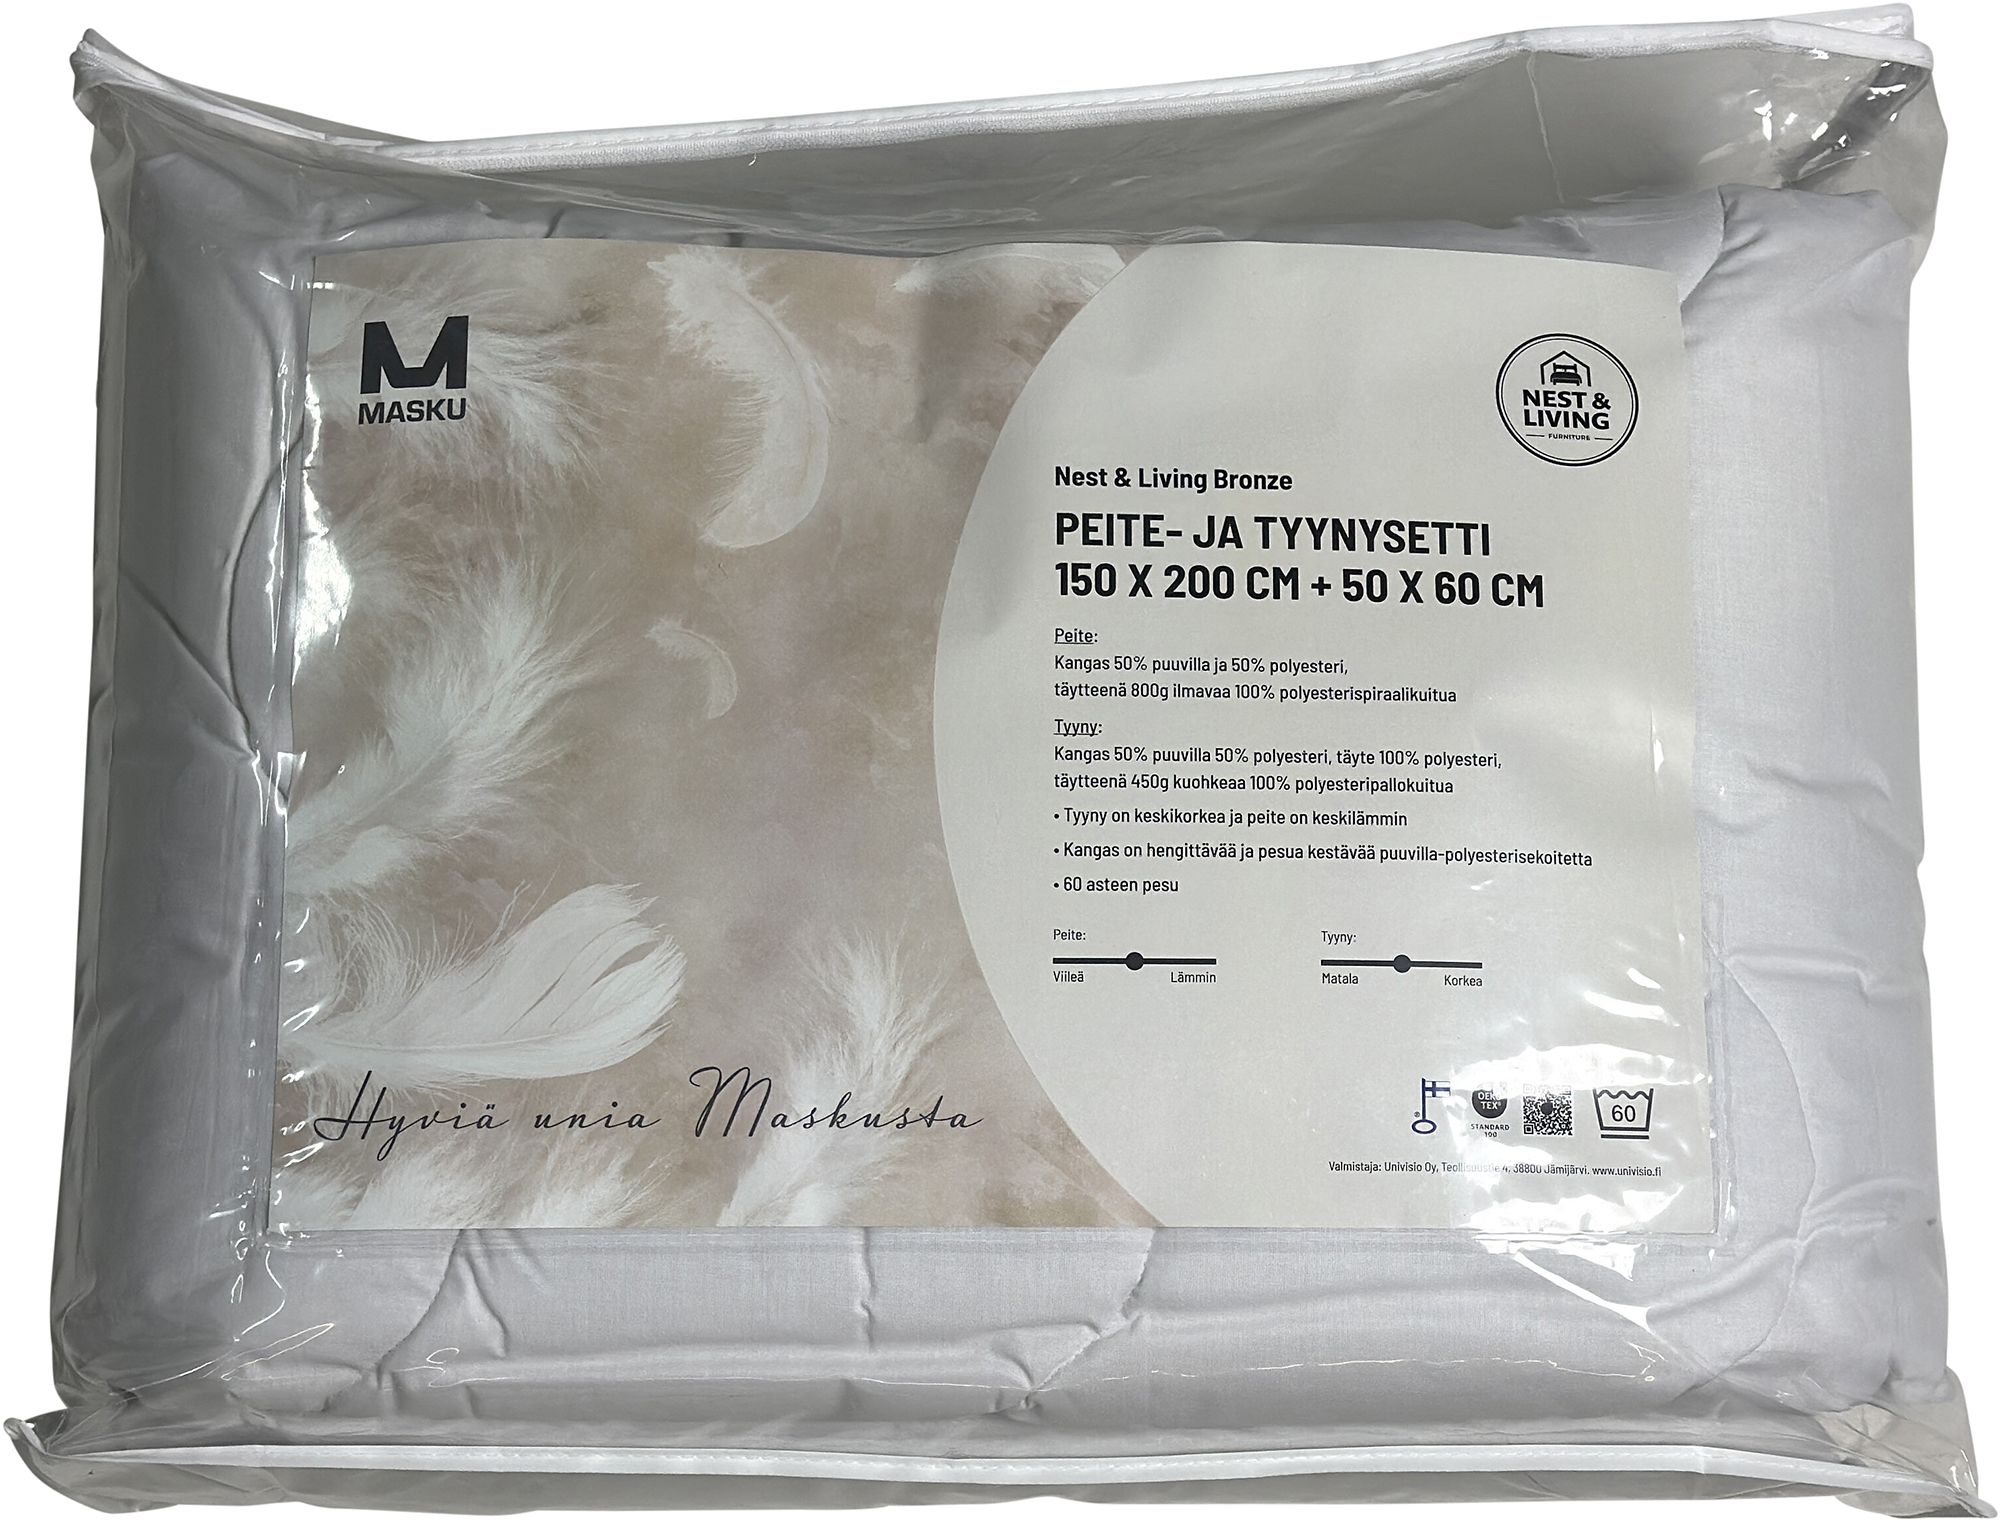 MASKU
NEST &
LIVING
FURNITURE
Nest & Living Bronze
PEITE- JA TYYNYSETTI
150 X 200 CM + 50 X 60 CM
Peite:
Kangas 50% puuvilla ja 50% polyesteri,
täytteenä 800g ilmavaa 100% polyesterispiraalikuitua
Tyyny:
Kangas 50% puuvilla 50% polyesteri, täyte 100% polyesteri,
täytteenä 450g kuohkeaa 100% polyesteripallokuitua
• Tyyny on keskikorkea ja peite on keskilämmin
• Kangas on hengittävää ja pesua kestävää puuvilla-polyesterisekoitetta
• 60 asteen pesu
Peite:
Viileä Lämmin
Tyyny:
Matala Korkea
Hyviä unia Maskusta
OEKO
TEX®
STANDARD
100
60
Valmistaja: Univisio Oy, Teollisuustie 4, 38800 Jämijärvi. www.univisio.fi